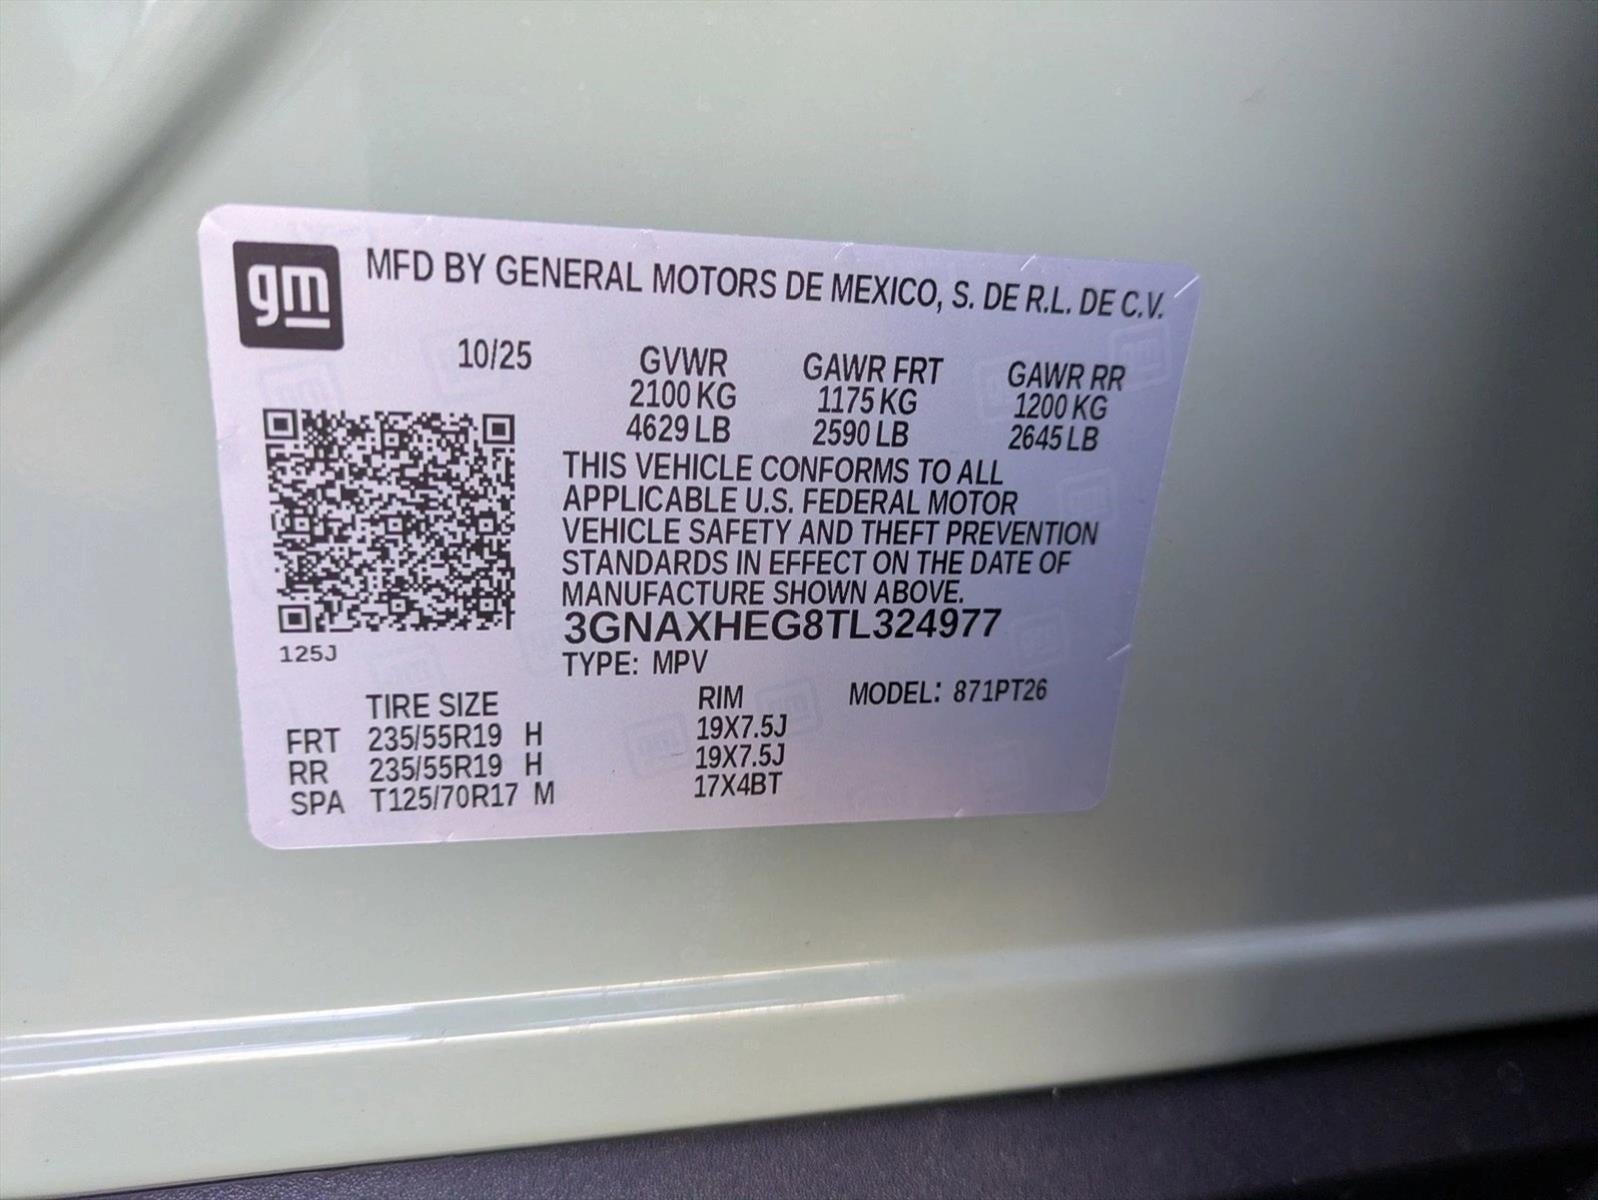 gm
MFD BY GENERAL MOTORS DE MEXICO, S. DE R.L. DE C.V.
10/25 GVWR GAWR FRT GAWR RR
2100 KG 1175 KG 1200 KG
4629 LB 2590 LB 2645 LB
THIS VEHICLE CONFORMS TO ALL
APPLICABLE U.S. FEDERAL MOTOR
VEHICLE SAFETY AND THEFT PREVENTION
STANDARDS IN EFFECT ON THE DATE OF
MANUFACTURE SHOWN ABOVE.
3GNAXHEG8TL324977
125J
TYPE: MPV
TIRE SIZE RIM MODEL: 871PT26
FRT 235/55R19 H 19X7.5J
RR 235/55R19 H 19X7.5J
SPA T125/70R17 M 17X4BT